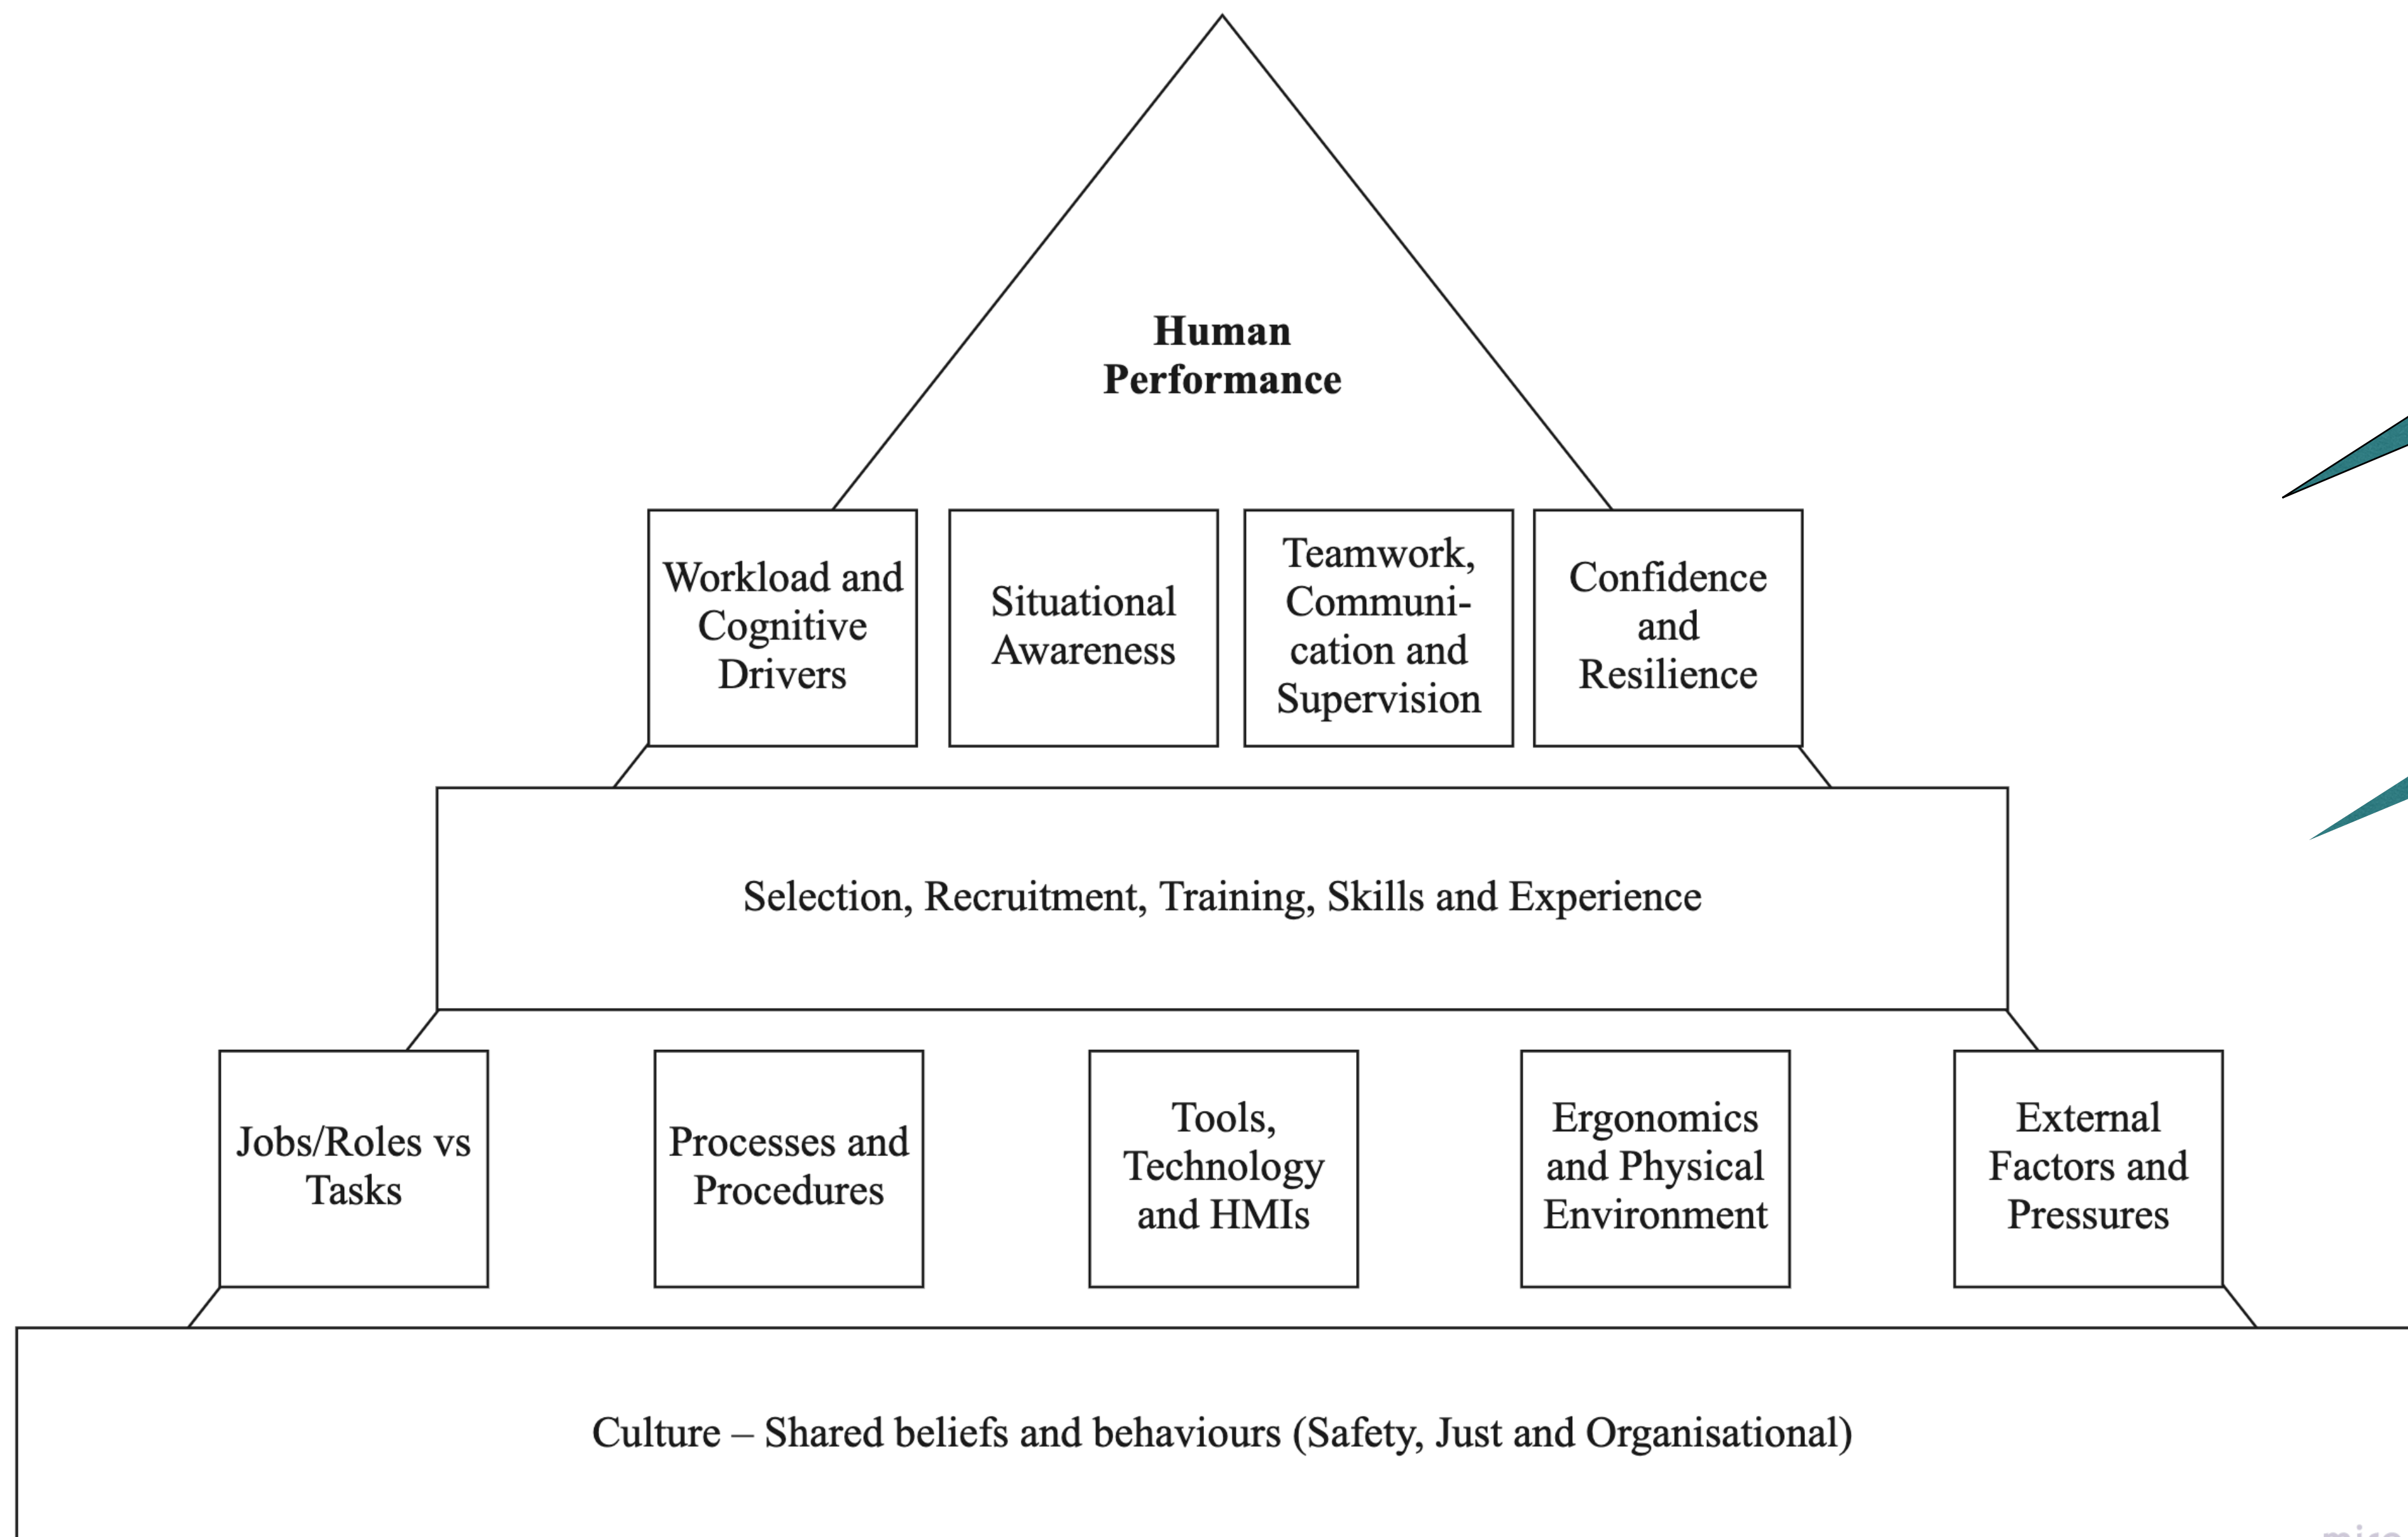 Human
Performance
Workload and
Cognitive
Drivers
Situational
Awareness
Teamwork,
Communi-
cation and
Supervision
Confidence
and
Resilience
Selection, Recruitment, Training, Skills and Experience
Jobs/Roles vs
Tasks
Processes and
Procedures
Tools,
Technology
and HMIs
Ergonomics
and Physical
Environment
External
Factors and
Pressures
Culture – Shared beliefs and behaviours (Safety, Just and Organisational)